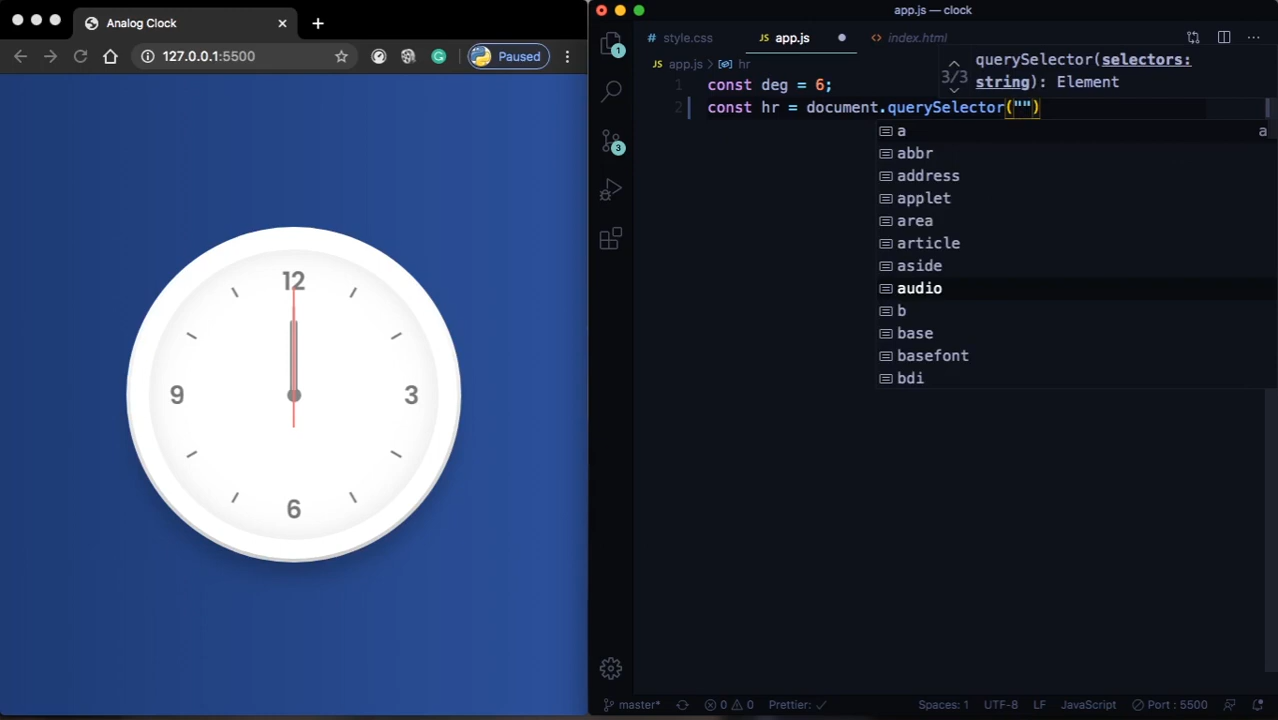 Analog Clock
127.0.0.1:5500
Paused
12
9
3
6
app.js — clock
style.css
app.js
index.html
app.js > hr
querySelector(selectors: string): Element
3/3
1 const deg = 6;
2 const hr = document.querySelector("")
a
a
abbr
address
applet
area
article
aside
audio
b
base
basefont
bdi
1
3
master*
0
0
Prettier: ✓
Spaces: 1
UTF-8
LF
JavaScript
Port : 5500